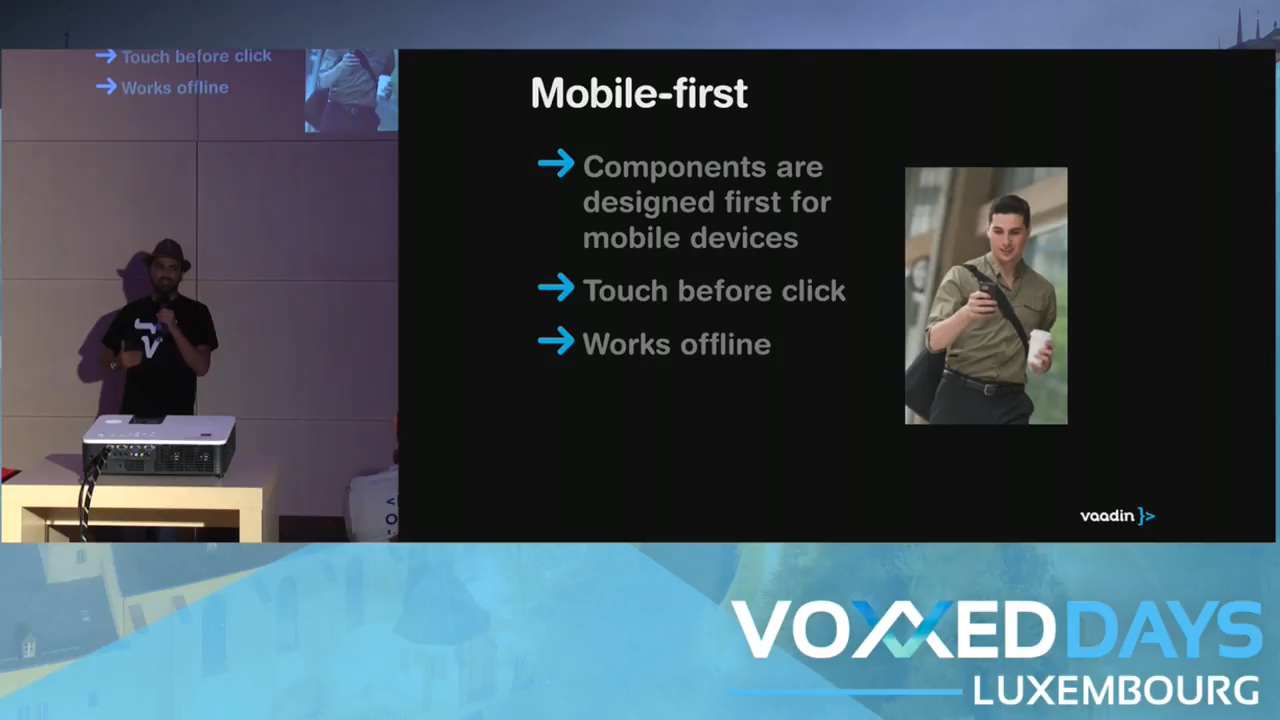 → Touch before click
→ Works offline
Mobile-first
→ Components are
designed first for
mobile devices
→ Touch before click
→ Works offline
vaadin }>
VOXXED DAYS
LUXEMBOURG